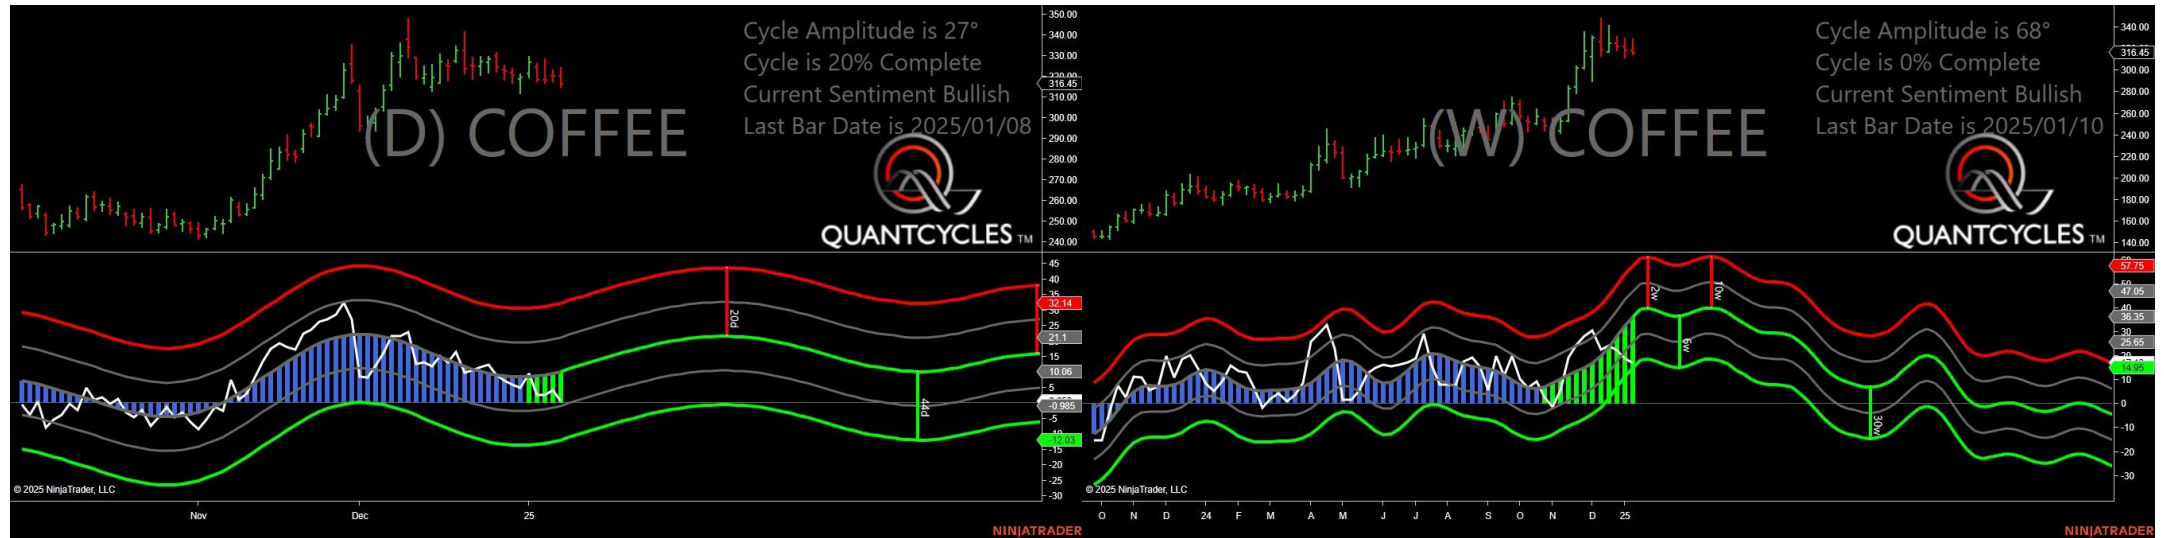 Cycle Amplitude is 27°
Cycle is 20% Complete
Current Sentiment Bullish
Last Bar Date is 2025/01/08
(D) COFFEE
QUANTCYCLES TM
350.00
340.00
330.00
320.00
316.45
310.00
300.00
290.00
280.00
270.00
260.00
250.00
240.00
45
40
35
32.14
30
25
21.1
15
10.06
5
-0.985
-5
-12.03
-15
-20
-25
-30
20d
44d
© 2025 NinjaTrader, LLC
Nov
Dec
25
NINJATRADER
Cycle Amplitude is 68°
Cycle is 0% Complete
Current Sentiment Bullish
Last Bar Date is 2025/01/10
(W) COFFEE
QUANTCYCLES TM
340.00
316.45
300.00
280.00
260.00
240.00
220.00
200.00
180.00
160.00
140.00
57.75
47.05
40
36.35
30
25.65
14.95
10
0
-10
-20
-30
2w
10w
6w
30w
© 2025 NinjaTrader, LLC
O N D 24 F M A M J J A S O N D 25
NINJATRADER